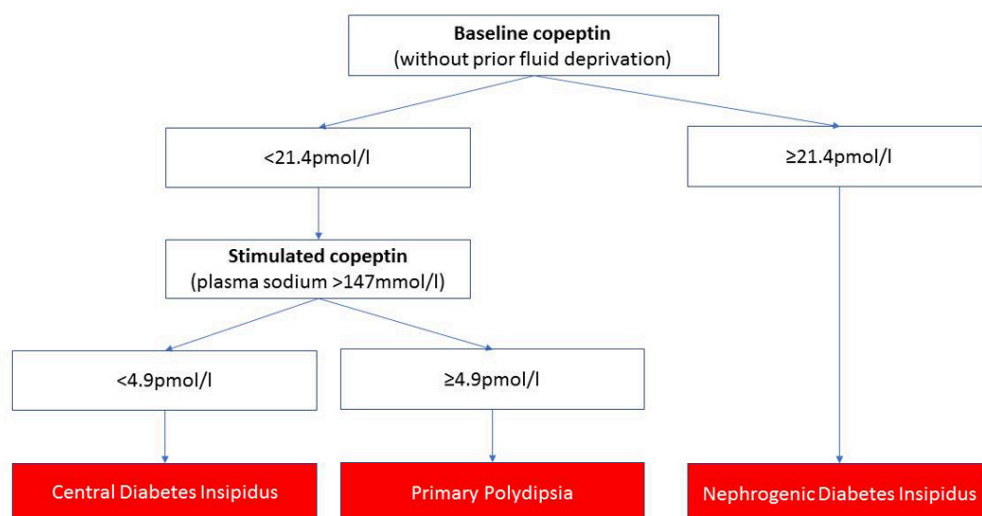 Baseline copeptin
(without prior fluid deprivation)
<21.4pmol/l
≥21.4pmol/l
Stimulated copeptin
(plasma sodium >147mmol/l)
<4.9pmol/l
≥4.9pmol/l
Central Diabetes Insipidus
Primary Polydipsia
Nephrogenic Diabetes Insipidus